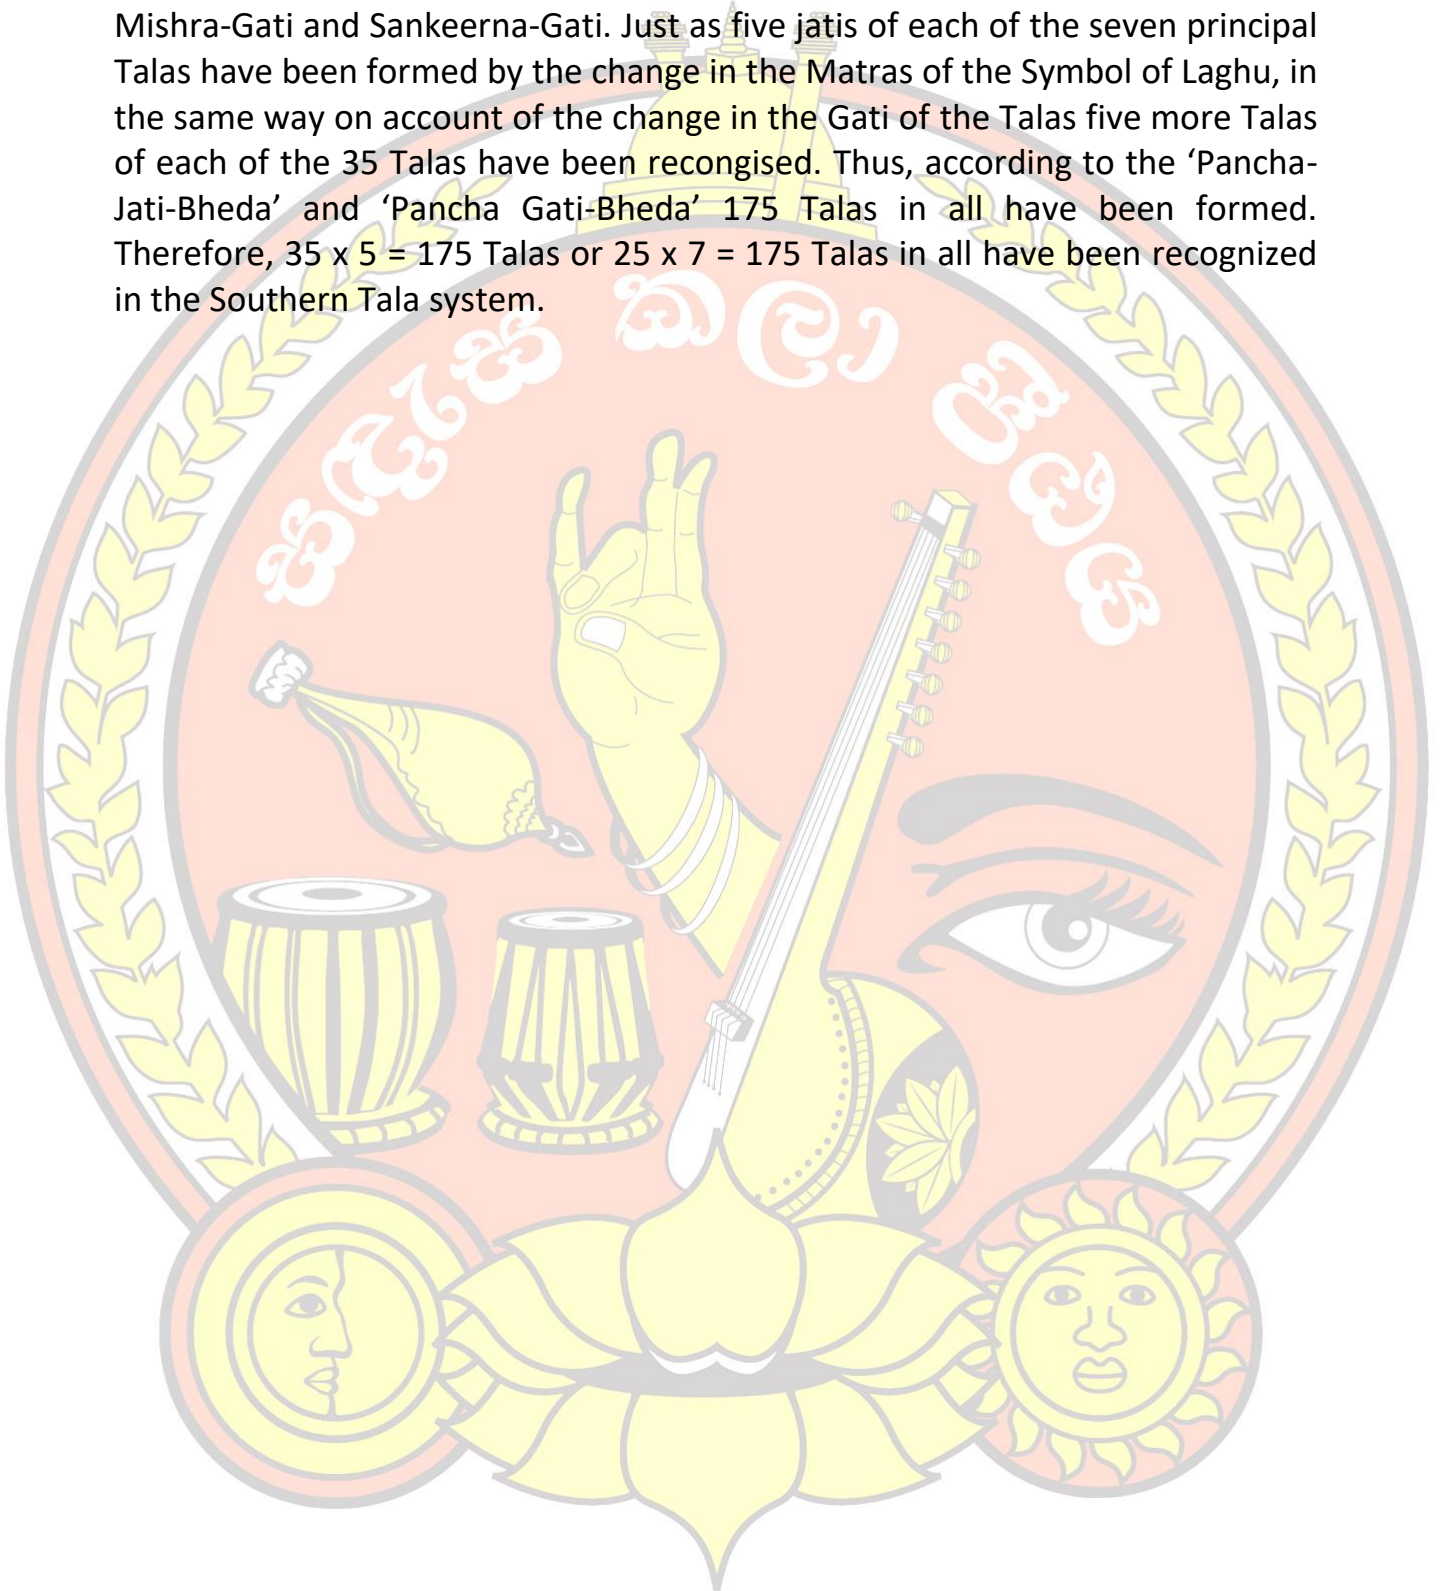 Mishra-Gati and Sankeerna-Gati. Just as five jatis of each of the seven principal
Talas have been formed by the change in the Matras of the Symbol of Laghu, in
the same way on account of the change in the Gati of the Talas five more Talas
of each of the 35 Talas have been recongised. Thus, according to the ‘Pancha-
Jati-Bheda’ and ‘Pancha Gati-Bheda’ 175 Talas in all have been formed.
Therefore, 35 x 5 = 175 Talas or 25 x 7 = 175 Talas in all have been recognized
in the Southern Tala system.
කලා